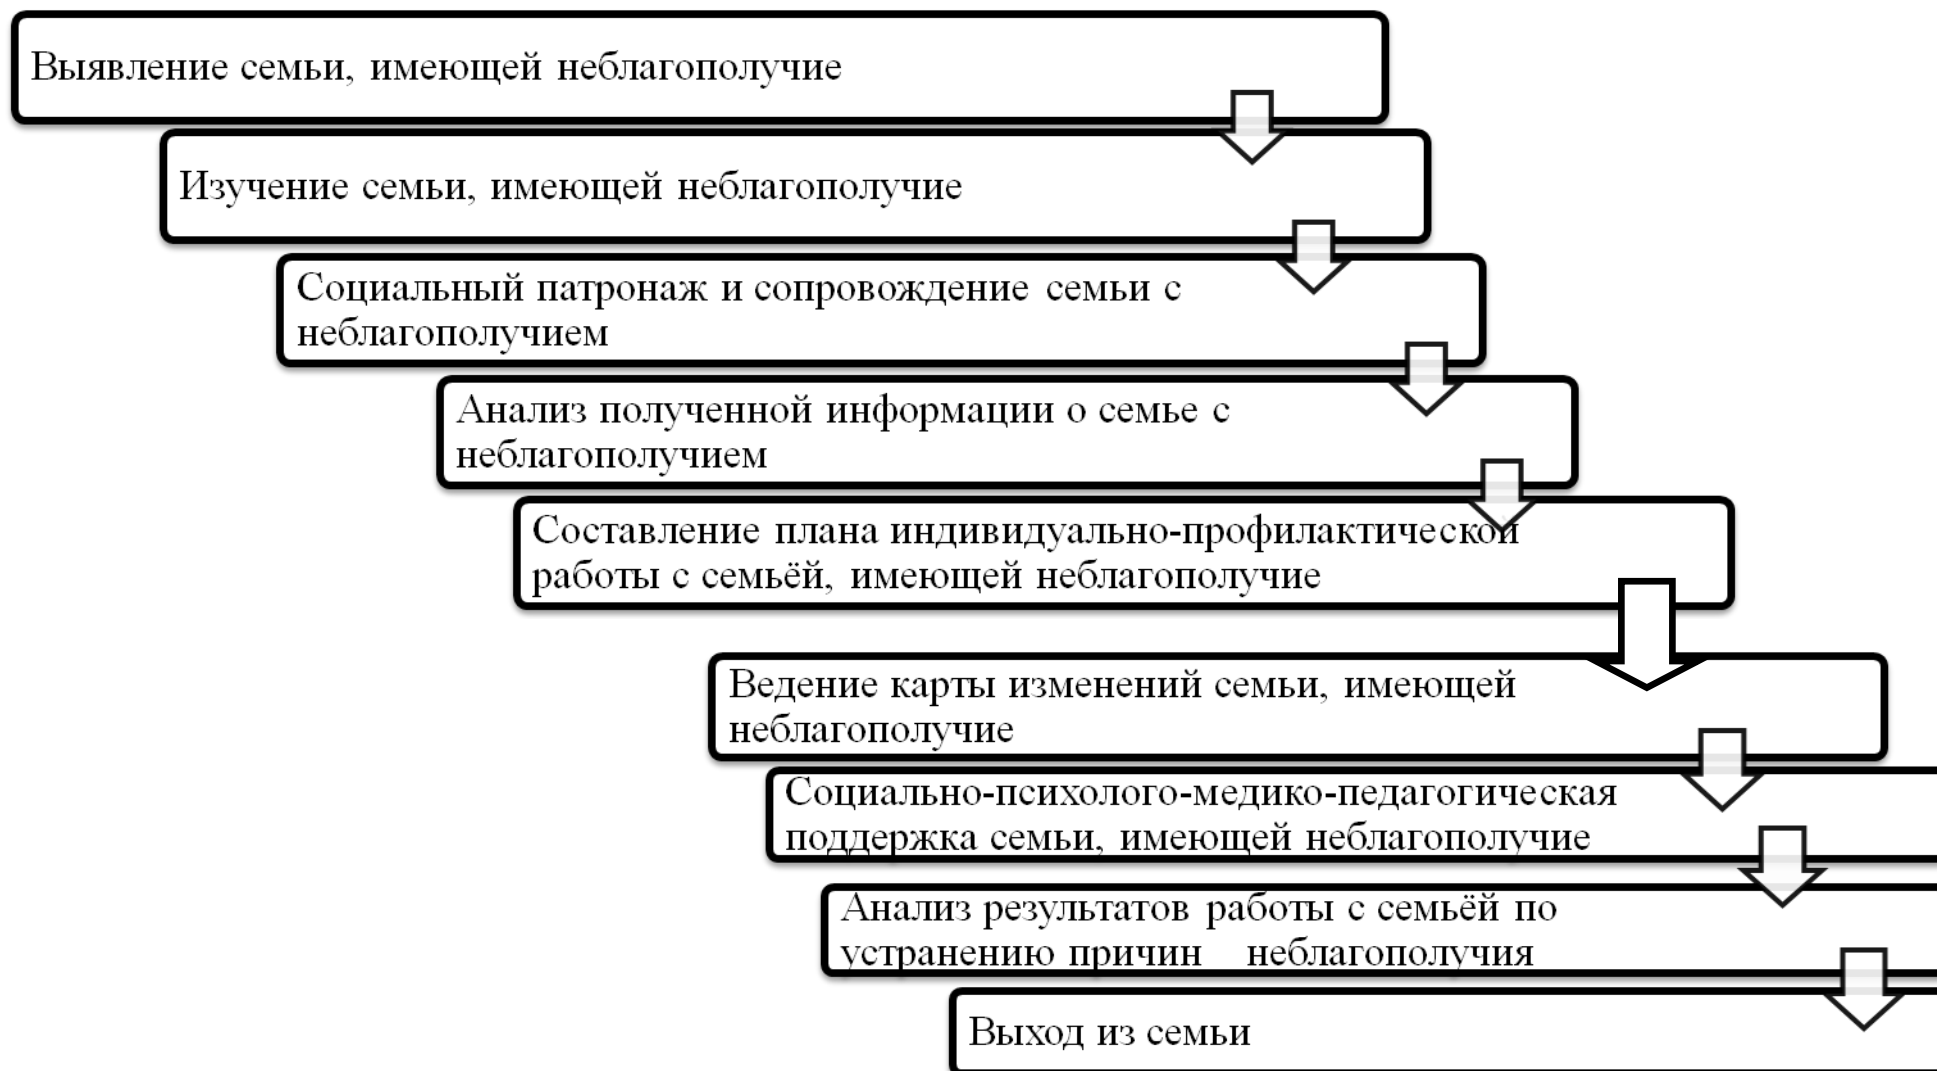 Выявление семьи, имеющей неблагополучие
Изучение семьи, имеющей неблагополучие
Социальный патронаж и сопровождение семьи с
неблагополучием
Анализ полученной информации о семье с
неблагополучием
Составление плана индивидуально-профилактической
работы с семьёй, имеющей неблагополучие
Ведение карты изменений семьи, имеющей
неблагополучие
Социально-психолого-медико-педагогическая
поддержка семьи, имеющей неблагополучие
Анализ результатов работы с семьёй по
устранению причин неблагополучия
Выход из семьи